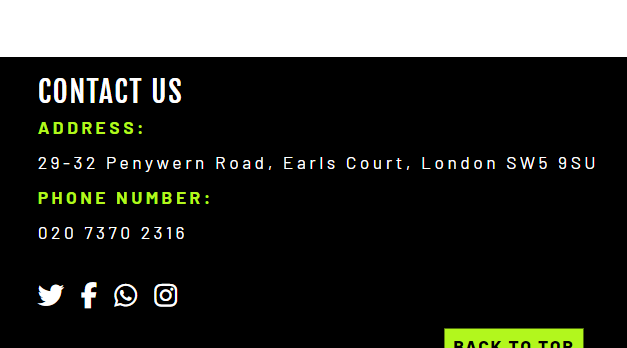 CONTACT US
ADDRESS:
29-32 Penywern Road, Earls Court, London SW5 9SU
PHONE NUMBER:
020 7370 2316
BACK TO TOP